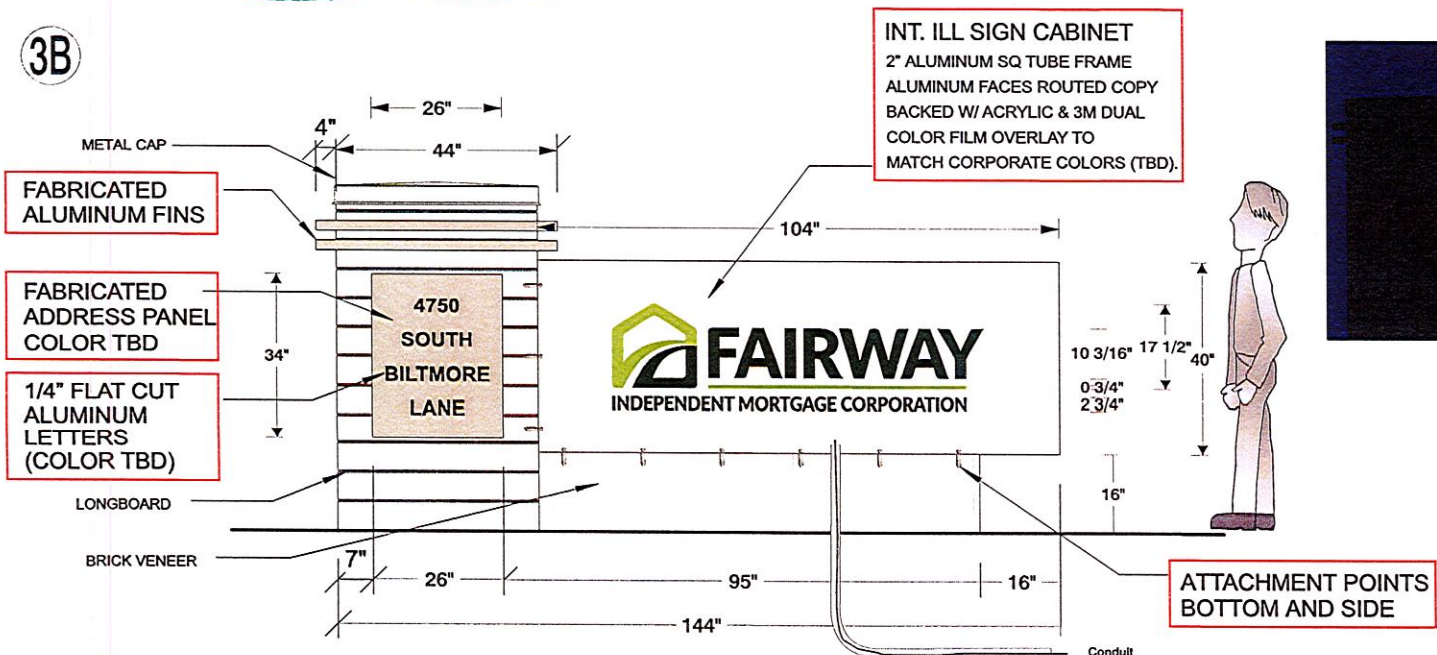 3B
INT. ILL SIGN CABINET
2" ALUMINUM SQ TUBE FRAME
ALUMINUM FACES ROUTED COPY
BACKED W/ ACRYLIC & 3M DUAL
COLOR FILM OVERLAY TO
MATCH CORPORATE COLORS (TBD).
26"
4"
44"
METAL CAP
FABRICATED
ALUMINUM FINS
104"
FABRICATED
ADDRESS PANEL
COLOR TBD
34"
4750
SOUTH
BILTMORE
LANE
FAIRWAY
INDEPENDENT MORTGAGE CORPORATION
10 3/16"
17 1/2"
40"
0 3/4"
2 3/4"
1/4" FLAT CUT
ALUMINUM
LETTERS
(COLOR TBD)
LONGBOARD
16"
BRICK VENEER
7"
26"
95"
16"
ATTACHMENT POINTS
BOTTOM AND SIDE
144"
Conduit